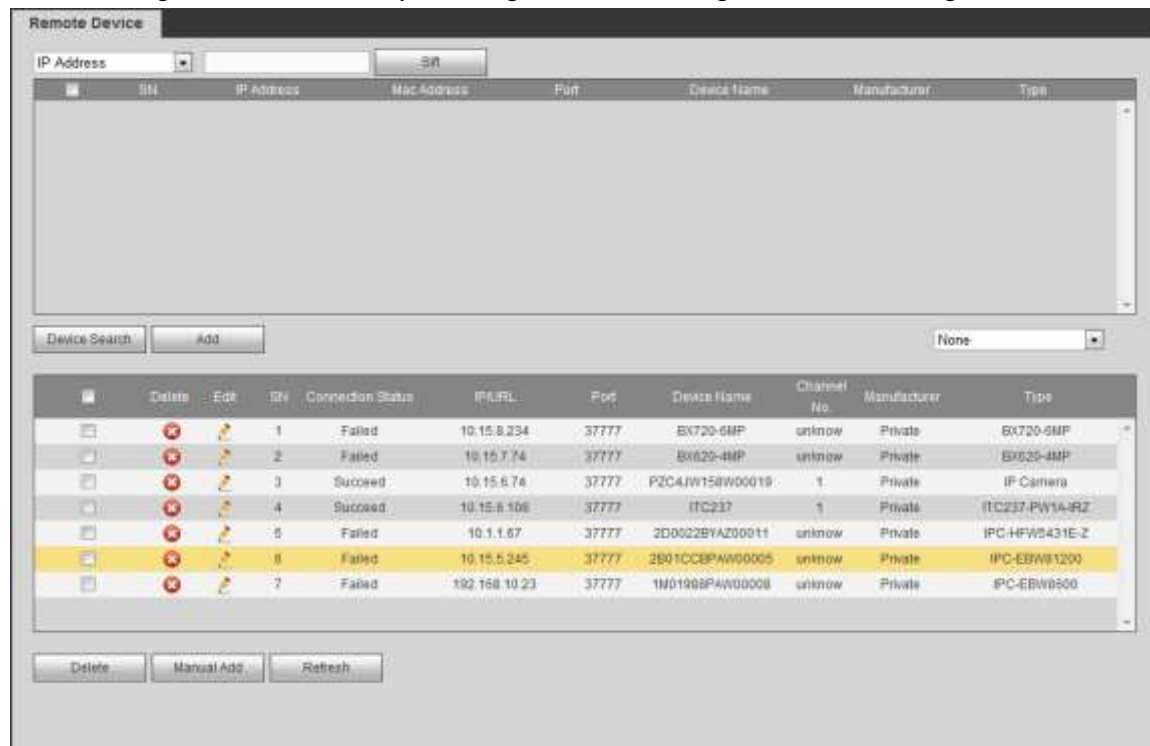 Remote Device
IP Address Sift
SN IP Address Mac Address Port Device Name Manufacturer Type
Device Search Add None
Delete Edit SN Connection Status IP/URL Port Device Name Channel No. Manufacturer Type
1 Failed 10.15.8.234 37777 BX720-6MP unknow Private BX720-6MP
2 Failed 10.15.7.74 37777 BX620-4MP unknow Private BX620-4MP
3 Succeed 10.15.6.74 37777 PZC4JW158W00019 1 Private IP Camera
4 Succeed 10.15.6.108 37777 ITC237 1 Private ITC237-PW1A-IRZ
5 Failed 10.1.1.67 37777 2D0022BYAZ00011 unknow Private IPC-HFW5431E-Z
6 Failed 10.15.5.245 37777 2B01CCBPAW00005 unknow Private IPC-EBW81200
7 Failed 192.168.10.23 37777 1M01988PAW00008 unknow Private IPC-EBW8600
Delete Manual Add Refresh